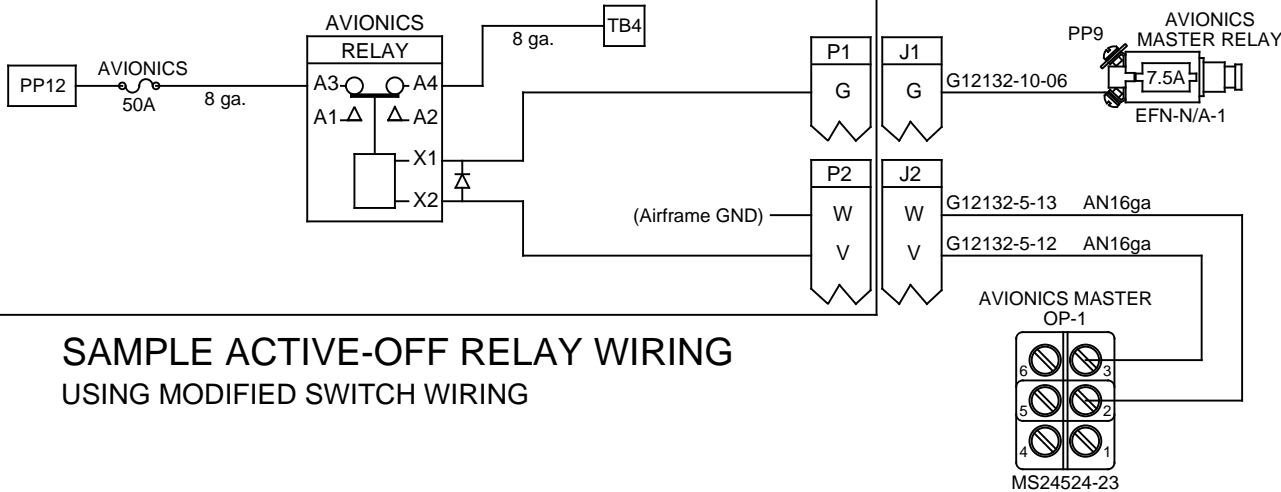 AVIONICS
RELAY
PP12
AVIONICS
50A
8 ga.
A3
A4
A1
A2
X1
X2
8 ga.
TB4
P1
G
J1
G
G12132-10-06
PP9
AVIONICS
MASTER RELAY
7.5A
EFN-N/A-1
P2
W
V
(Airframe GND)
J2
W
V
G12132-5-13 AN16ga
G12132-5-12 AN16ga
AVIONICS MASTER
OP-1
6
3
5
2
4
1
MS24524-23
SAMPLE ACTIVE-OFF RELAY WIRING
USING MODIFIED SWITCH WIRING